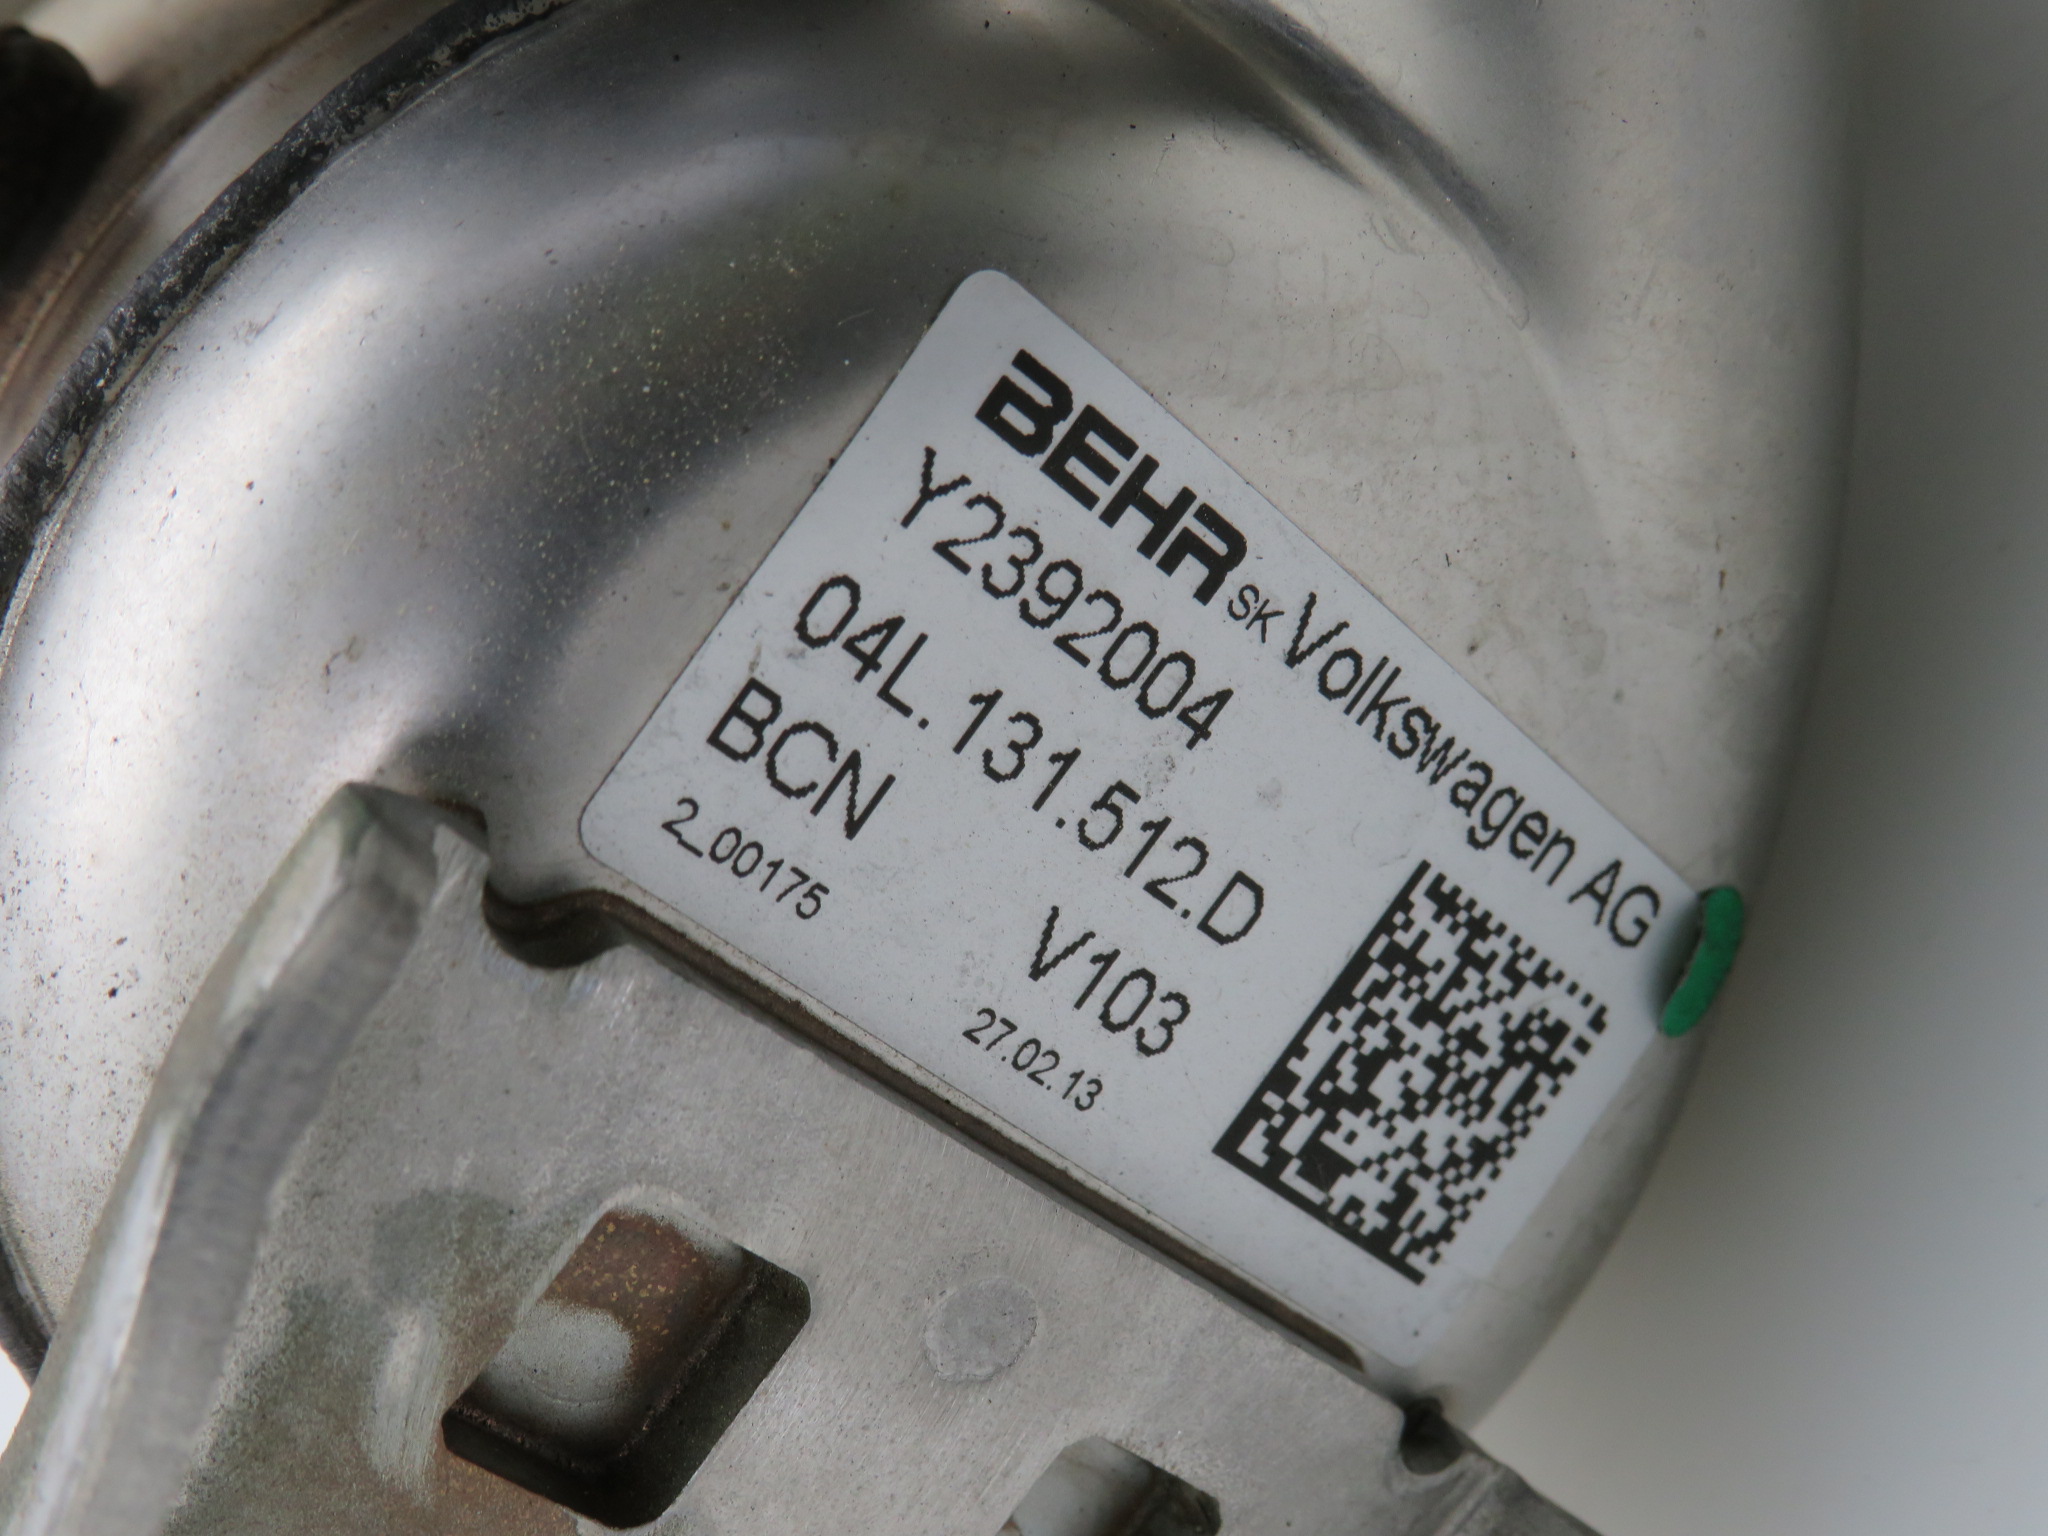 BEHR SK Volkswagen AG
Y2392004
04L.131.512.D
BCN V103
2_00175 27.02.13